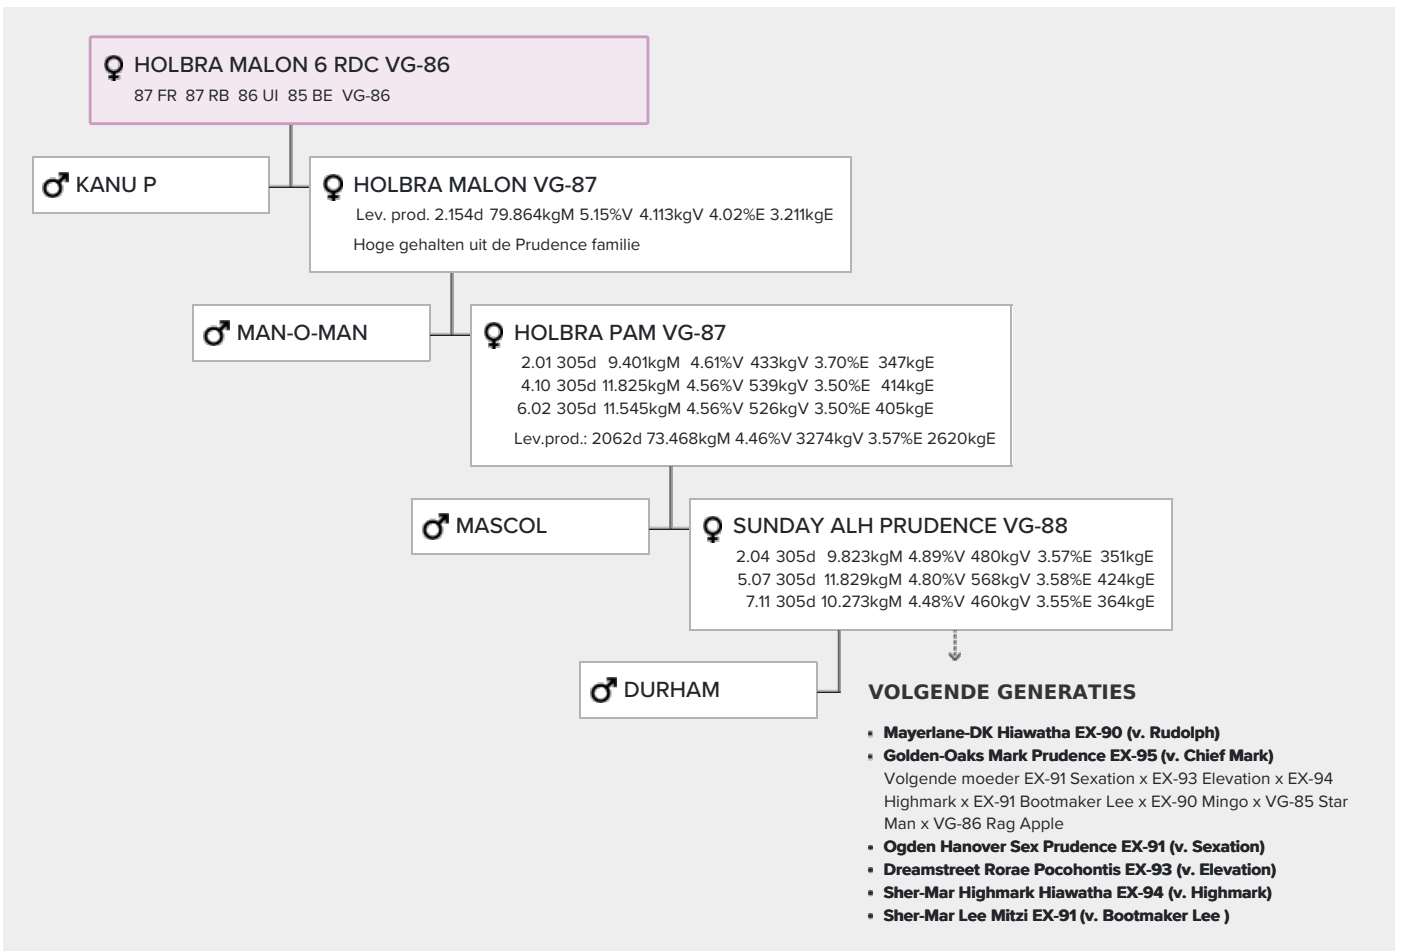 HOLBRA MALON 6 RDC VG-86
87 FR 87 RB 86 UI 85 BE VG-86
KANU P
HOLBRA MALON VG-87
Lev. prod. 2.154d 79.864kgM 5.15%V 4.113kgV 4.02%E 3.211kgE
Hoge gehalten uit de Prudence familie
MAN-O-MAN
HOLBRA PAM VG-87
2.01 305d 9.401kgM 4.61%V 433kgV 3.70%E 347kgE
4.10 305d 11.825kgM 4.56%V 539kgV 3.50%E 414kgE
6.02 305d 11.545kgM 4.56%V 526kgV 3.50%E 405kgE
Lev.prod.: 2062d 73.468kgM 4.46%V 3274kgV 3.57%E 2620kgE
MASCOL
SUNDAY ALH PRUDENCE VG-88
2.04 305d 9.823kgM 4.89%V 480kgV 3.57%E 351kgE
5.07 305d 11.829kgM 4.80%V 568kgV 3.58%E 424kgE
7.11 305d 10.273kgM 4.48%V 460kgV 3.55%E 364kgE
DURHAM
VOLGENDE GENERATIES
Mayerlane-DK Hiawatha EX-90 (v. Rudolph)
Golden-Oaks Mark Prudence EX-95 (v. Chief Mark)
Volgende moeder EX-91 Sexation x EX-93 Elevation x EX-94
Highmark x EX-91 Bootmaker Lee x EX-90 Mingo x VG-85 Star
Man x VG-86 Rag Apple
Ogden Hanover Sex Prudence EX-91 (v. Sexation)
Dreamstreet Rorae Pocohontis EX-93 (v. Elevation)
Sher-Mar Highmark Hiawatha EX-94 (v. Highmark)
Sher-Mar Lee Mitzi EX-91 (v. Bootmaker Lee )